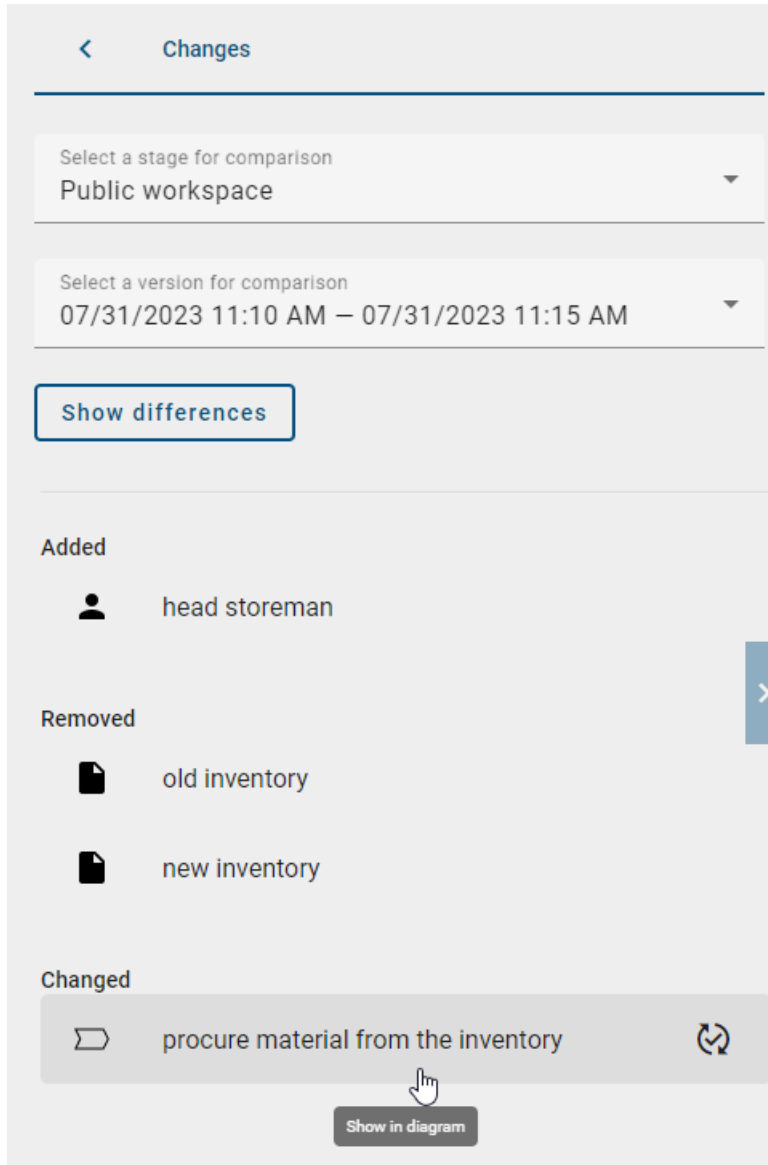 Changes
Select a stage for comparison
Public workspace
Select a version for comparison
07/31/2023 11:10 AM – 07/31/2023 11:15 AM
Show differences
Added
head storeman
Removed
old inventory
new inventory
Changed
procure material from the inventory
Show in diagram